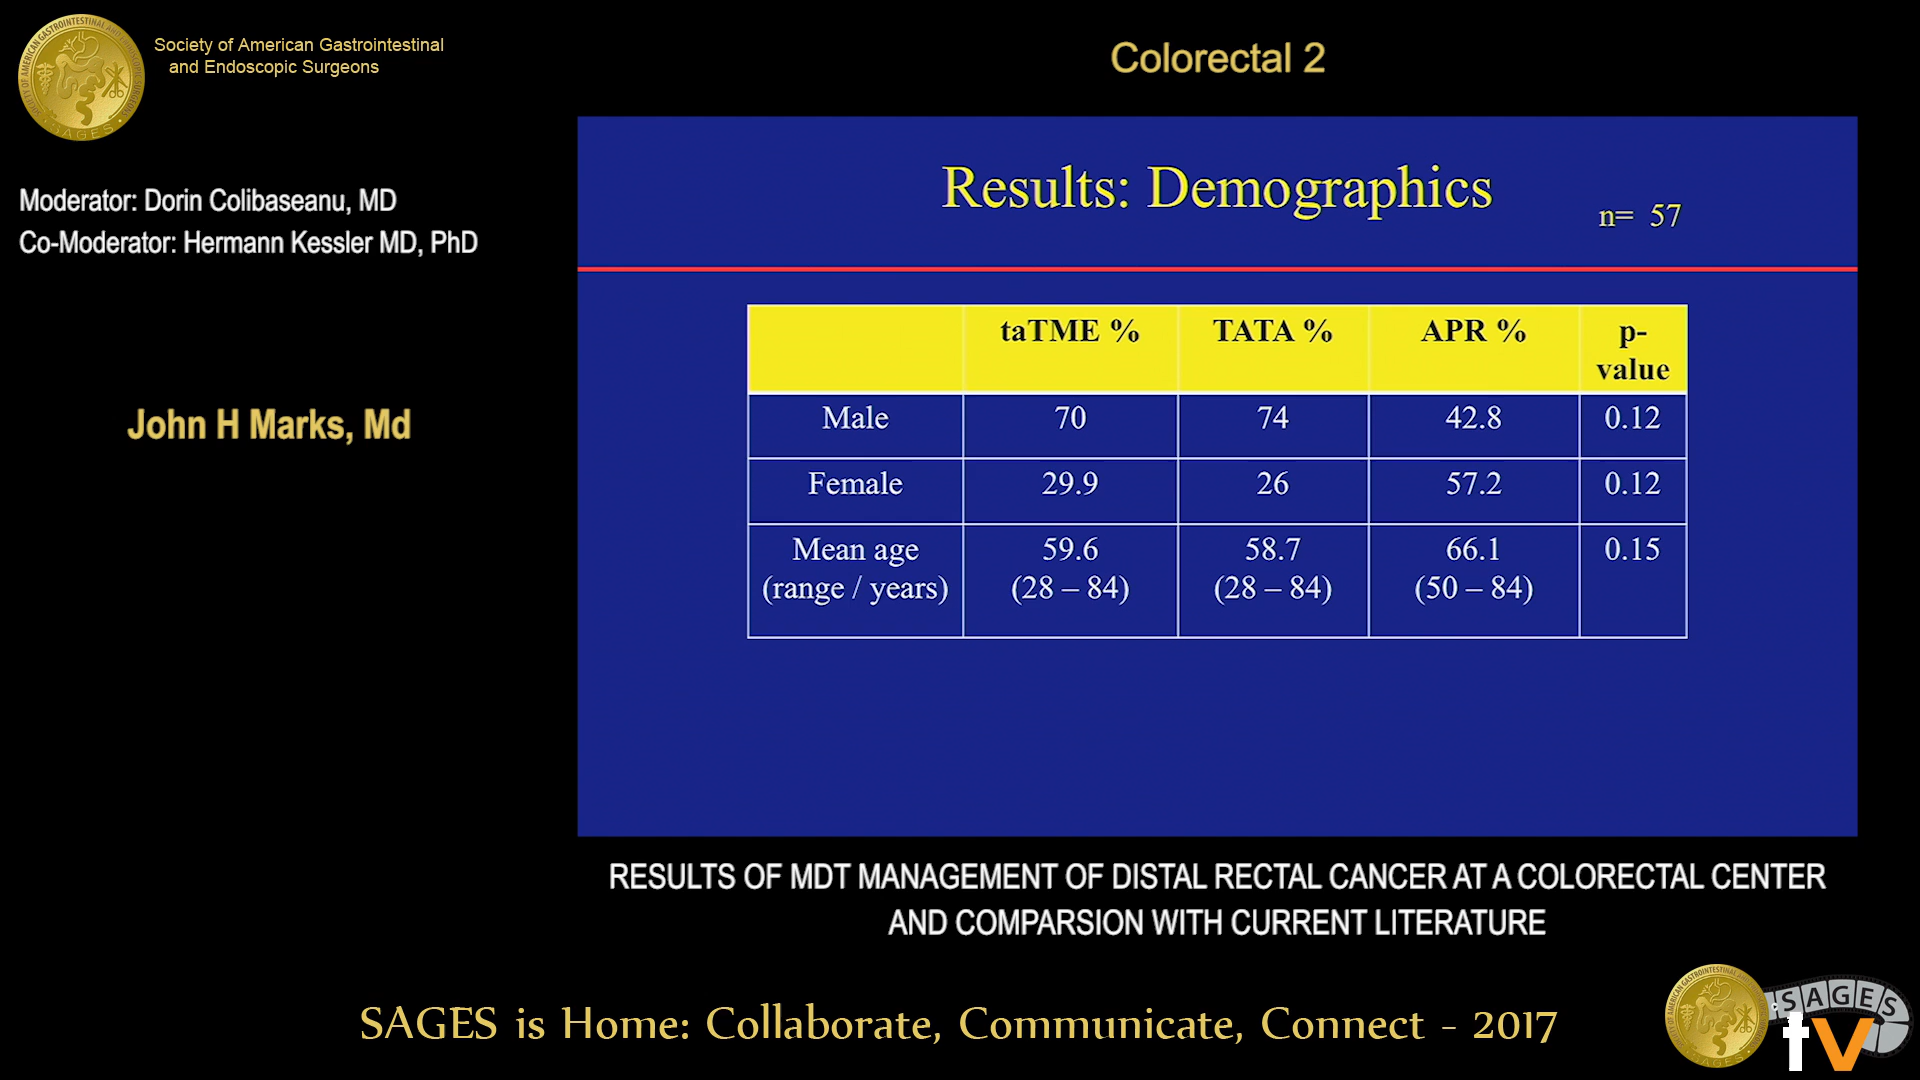 Society of American Gastrointestinal
and Endoscopic Surgeons
SAGES
Colorectal 2
Moderator: Dorin Colibaseanu, MD
Co-Moderator: Hermann Kessler MD, PhD
John H Marks, Md
Results: Demographics
n= 57
taTME % TATA % APR % p-
value
Male 70 74 42.8 0.12
Female 29.9 26 57.2 0.12
Mean age 59.6 58.7 66.1 0.15
(range / years) (28 – 84) (28 – 84) (50 – 84)
RESULTS OF MDT MANAGEMENT OF DISTAL RECTAL CANCER AT A COLORECTAL CENTER
AND COMPARSION WITH CURRENT LITERATURE
SAGES is Home: Collaborate, Communicate, Connect - 2017
SAGES
tv